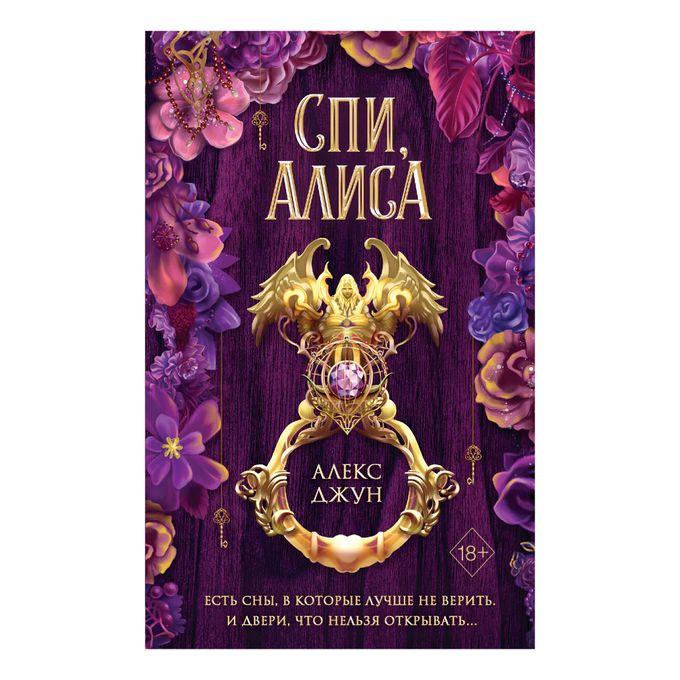 Спи,
Алиса
Алекс
Джун
18+
Есть сны, в которые лучше не верить.
И двери, что нельзя открывать...